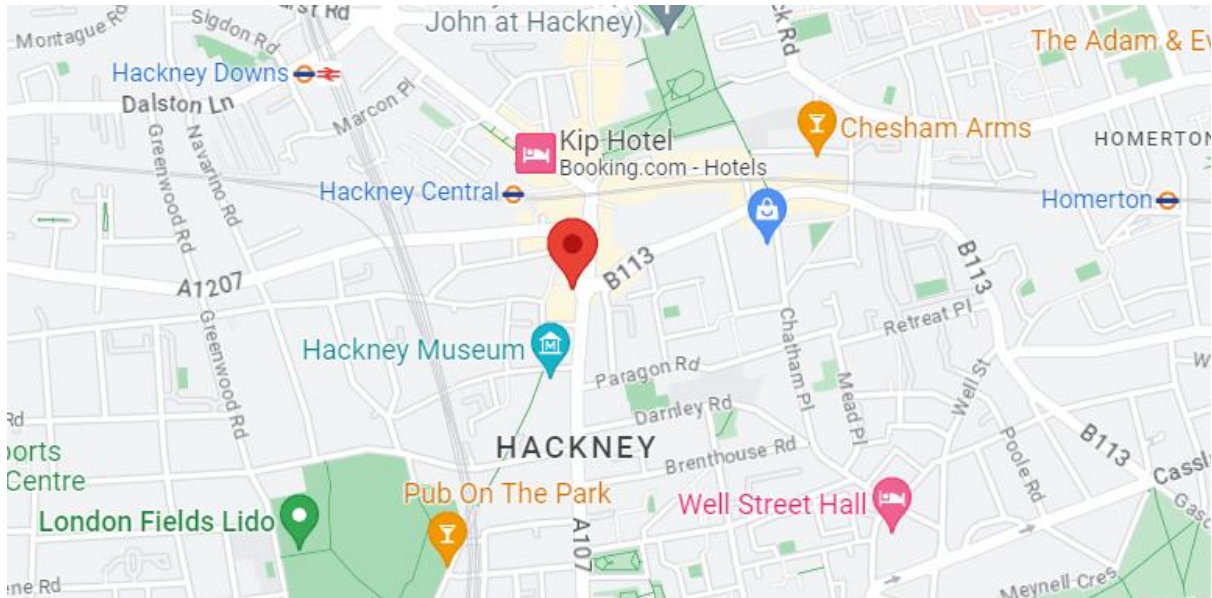 John at Hackney)
Montague Rd
Sigdon Rd
Hackney Downs
Dalston Ln
Marcon Pl
Navarino Rd
Greenwood Rd
The Adam &
Chesham Arms
HOMERTON
Kip Hotel
Booking.com - Hotels
Hackney Central
Homerton
A1207
B113
B113
Greenwood Rd
Hackney Museum
Paragon Rd
Chatham Pl
Retreat Pl
Mead Pl
Well St
Darnley Rd
HACKNEY
Brenthouse Rd
Poole Rd
B113
Centre
Pub On The Park
Well Street Hall
London Fields Lido
A107
Meynell Cres